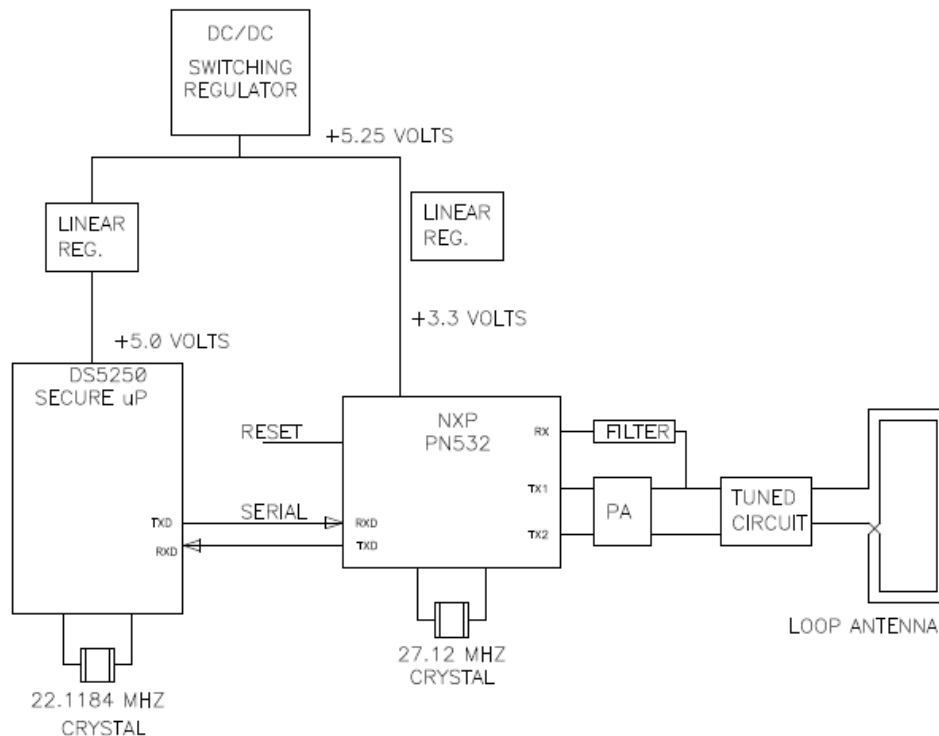 DC/DC
SWITCHING
REGULATOR
+5.25 VOLTS
LINEAR
REG.
LINEAR
REG.
+5.0 VOLTS
+3.3 VOLTS
DS5250
SECURE uP
TXD
RXD
RESET
SERIAL
NXP
PN532
RX
TX1
TX2
RXD
TXD
FILTER
PA
TUNED
CIRCUIT
LOOP ANTENNA
22.1184 MHZ
CRYSTAL
27.12 MHZ
CRYSTAL